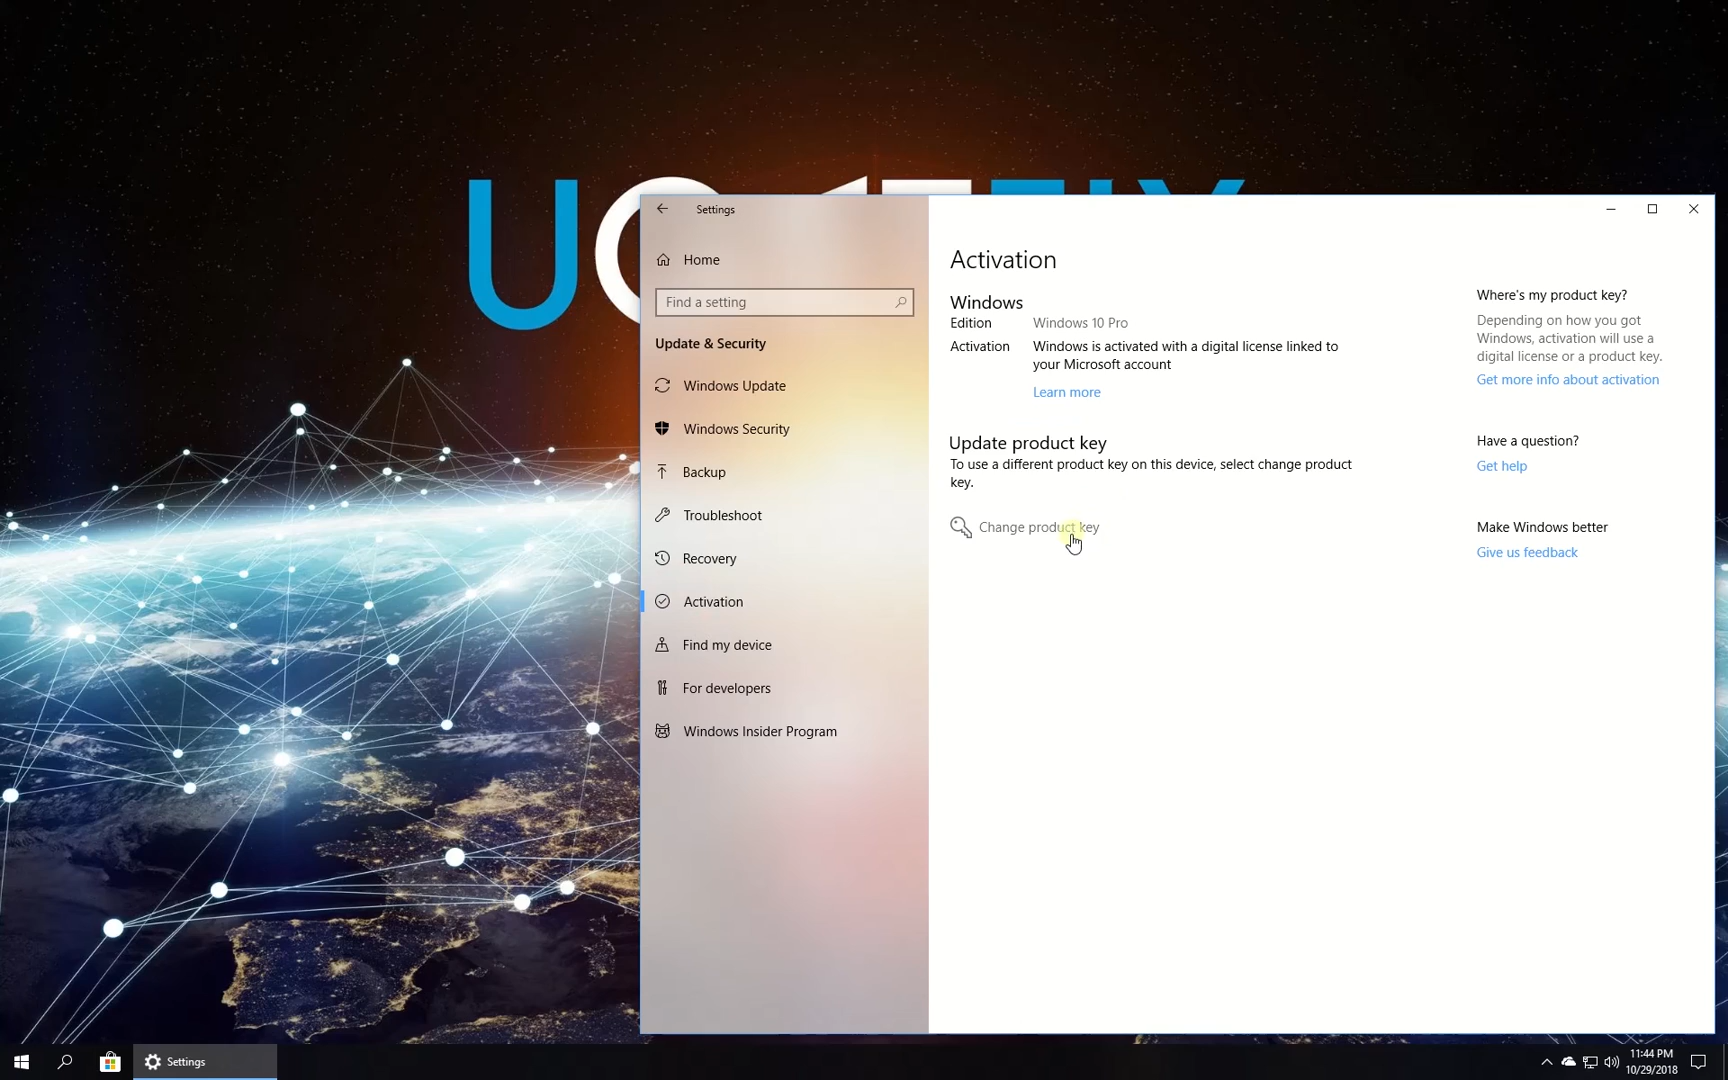 Settings
Home
Find a setting
Update & Security
Windows Update
Windows Security
Backup
Troubleshoot
Recovery
Activation
Find my device
For developers
Windows Insider Program
Activation
Windows
Edition Windows 10 Pro
Activation Windows is activated with a digital license linked to
your Microsoft account
Learn more
Update product key
To use a different product key on this device, select change product
key.
Change product key
Where's my product key?
Depending on how you got
Windows, activation will use a
digital license or a product key.
Get more info about activation
Have a question?
Get help
Make Windows better
Give us feedback
Settings
11:44 PM
10/29/2018